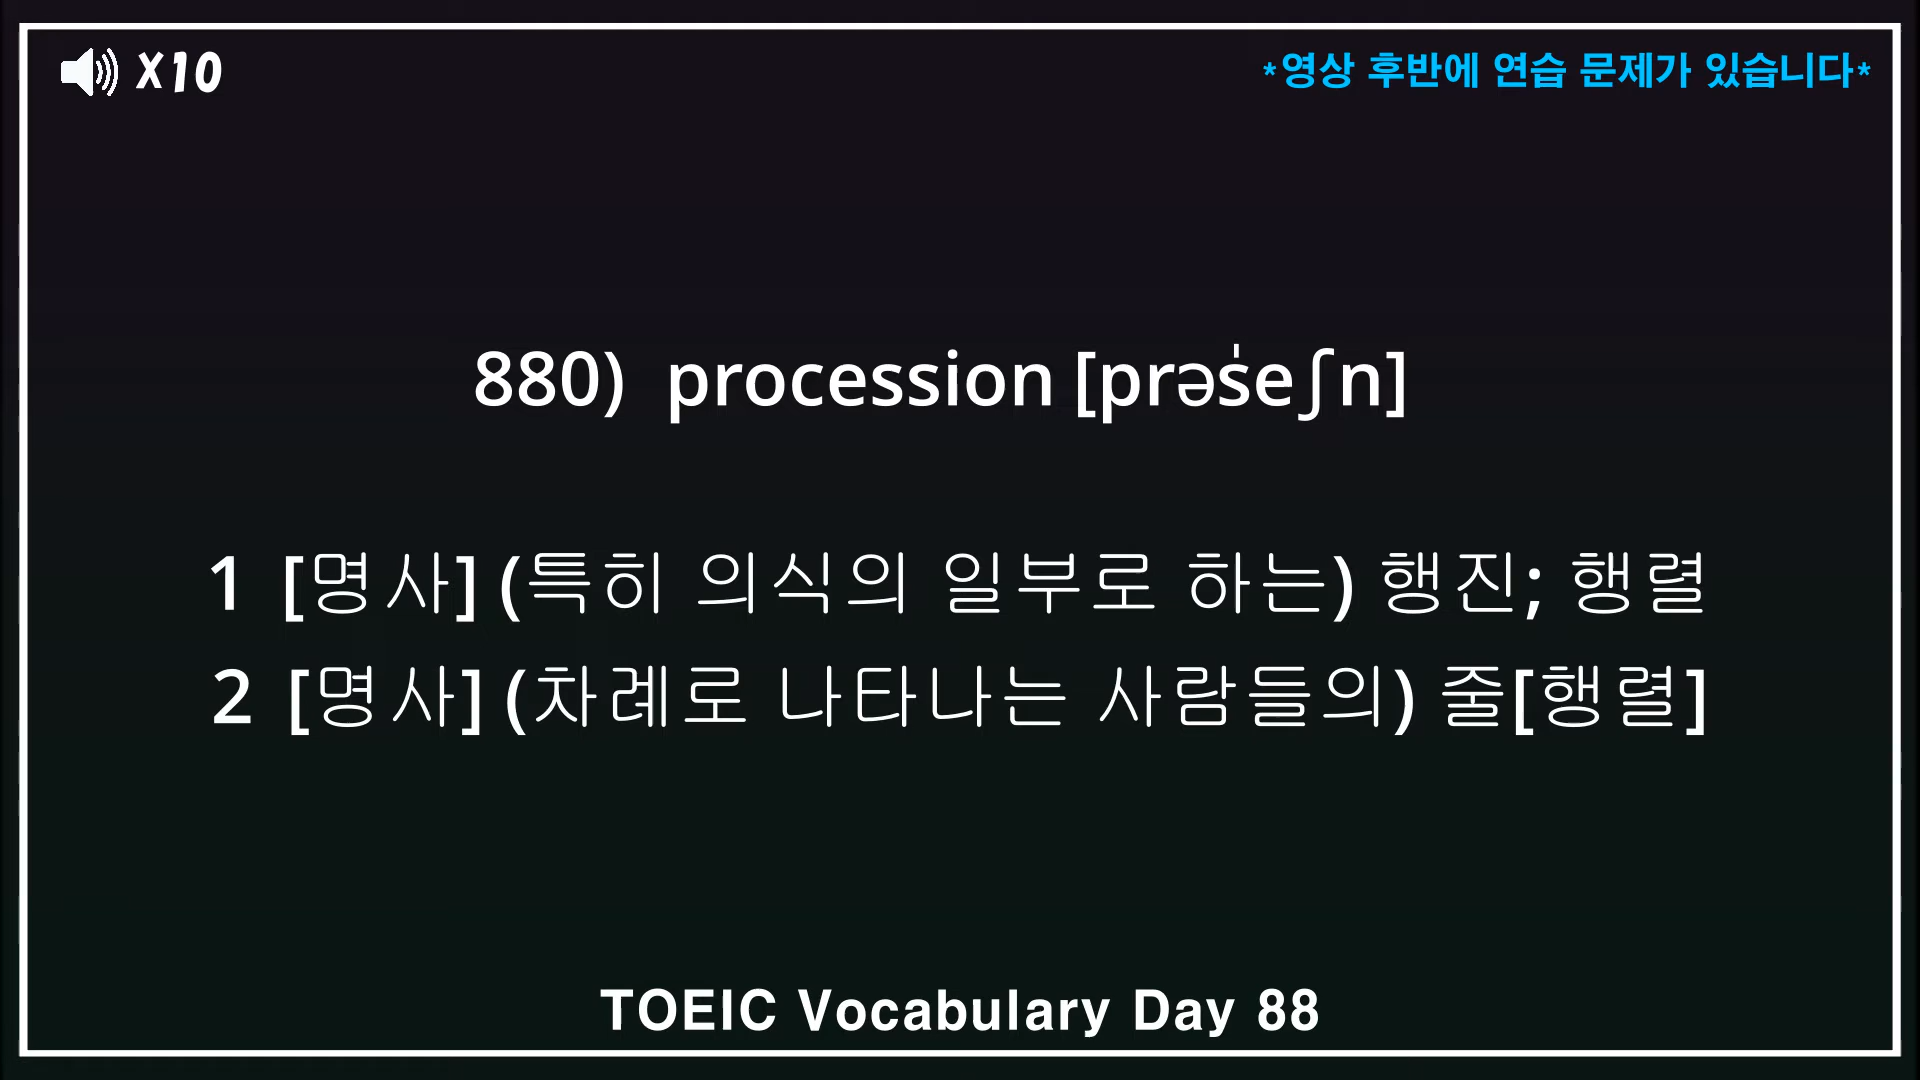 X10
*영상 후반에 연습 문제가 있습니다*
880) procession [prəs̍eʃn]
1 [명사] (특히 의식의 일부로 하는) 행진; 행렬
2 [명사] (차례로 나타나는 사람들의) 줄[행렬]
TOEIC Vocabulary Day 88